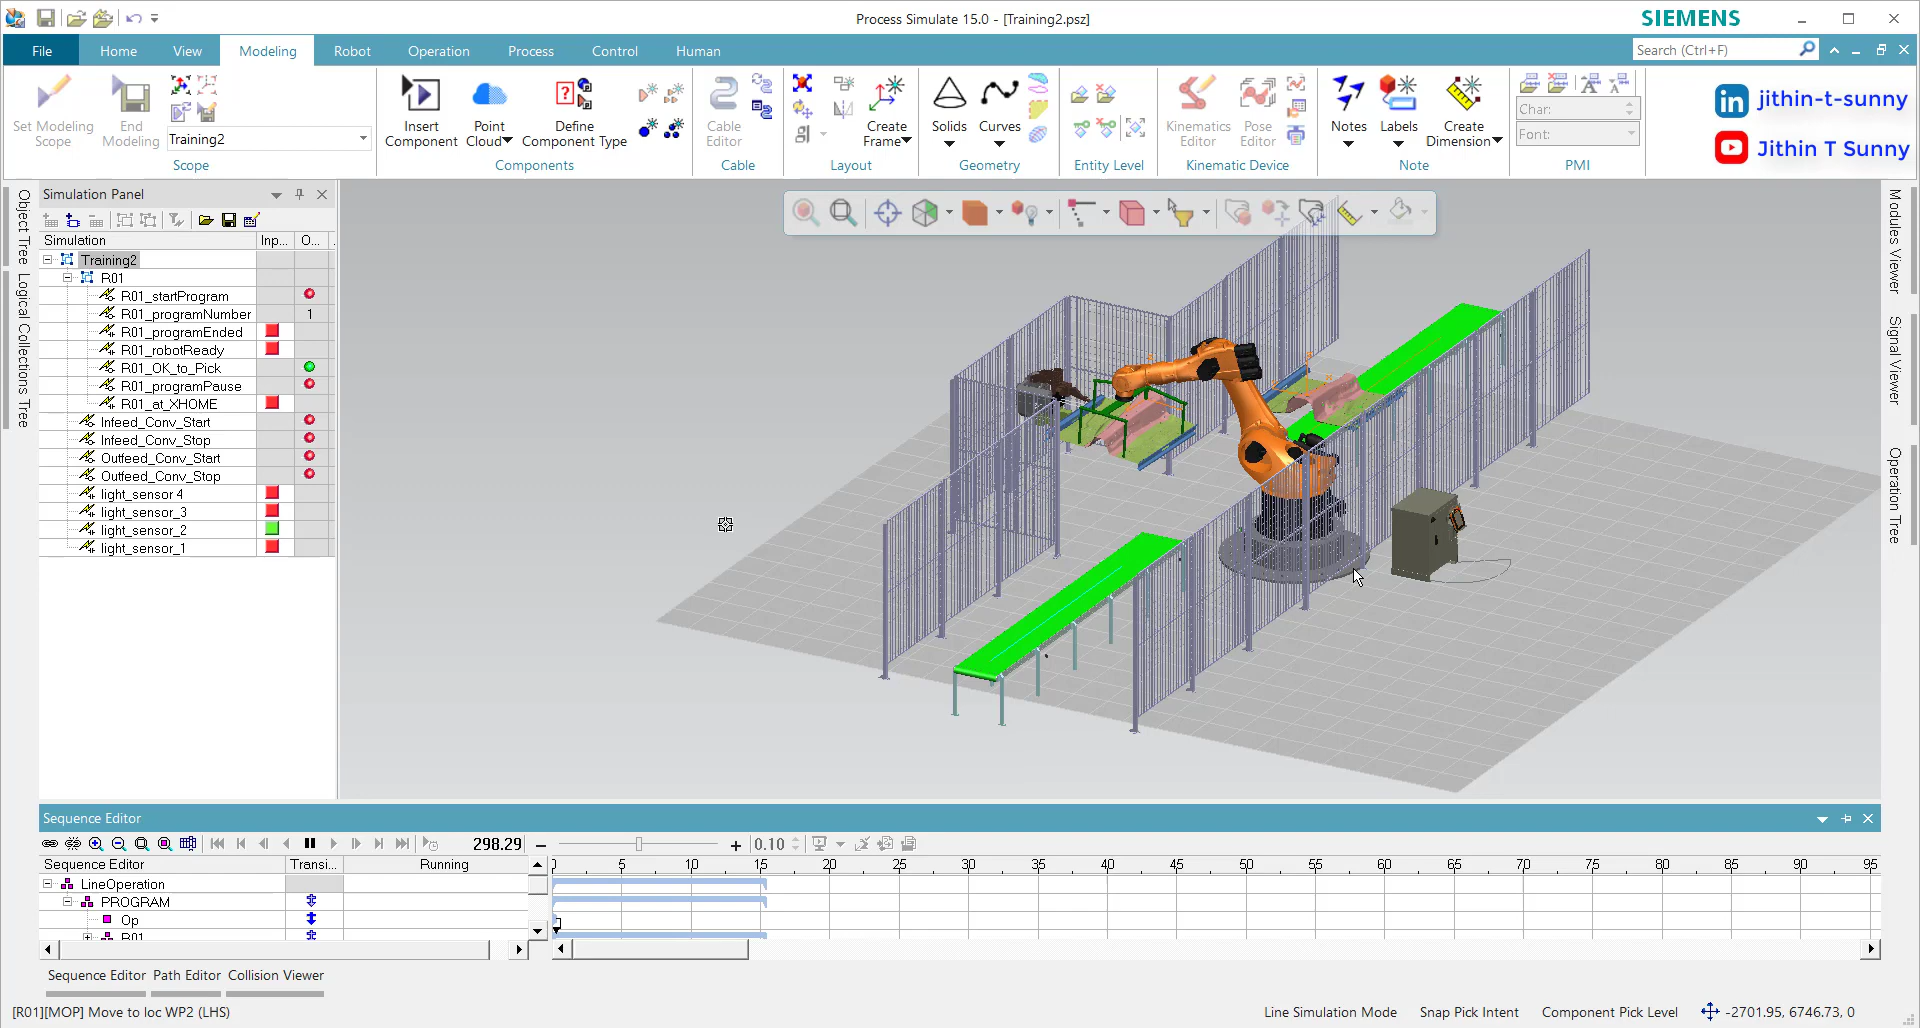 Process Simulate 15.0 - [Training2.psz]
SIEMENS
File Home View Modeling Robot Operation Process Control Human
Search (Ctrl+F)
Set Modeling Scope
End Modeling
Training2
Scope
Insert Component
Point Cloud
Define Component Type
Components
Cable Editor
Cable
Create Frame
Layout
Solids
Curves
Geometry
Entity Level
Kinematics Editor
Pose Editor
Kinematic Device
Notes
Labels
Create Dimension
Note
Char:
Font:
PMI
in jithin-t-sunny
Jithin T Sunny
Object Tree
Logical Collections Tree
Simulation Panel
Simulation Inp... O...
Training2
R01
R01_startProgram
R01_programNumber 1
R01_programEnded
R01_robotReady
R01_OK_to_Pick
R01_programPause
R01_at_XHOME
Infeed_Conv_Start
Infeed_Conv_Stop
Outfeed_Conv_Start
Outfeed_Conv_Stop
light_sensor 4
light_sensor_3
light_sensor_2
light_sensor_1
Modules Viewer
Signal Viewer
Operation Tree
Sequence Editor
298.29
0.10
Sequence Editor Transi... Running
0 5 10 15 20 25 30 35 40 45 50 55 60 65 70 75 80 85 90 95
LineOperation
PROGRAM
Op
R01
Sequence Editor Path Editor Collision Viewer
[R01][MOP] Move to loc WP2 (LHS)
Line Simulation Mode Snap Pick Intent Component Pick Level -2701.95, 6746.73, 0